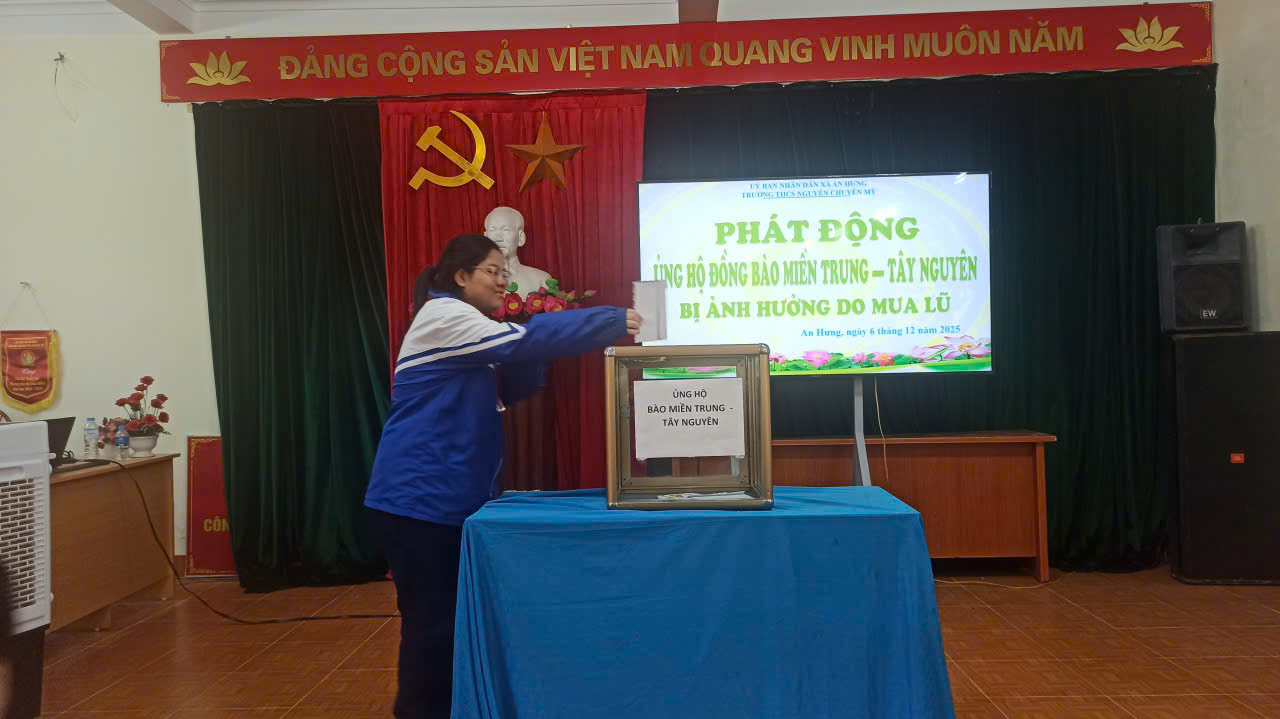 ĐẢNG CỘNG SẢN VIỆT NAM QUANG VINH MUÔN NĂM
ỦY BAN NHÂN DÂN XÃ AN HƯNG
TRƯỜNG THCS NGUYỄN CHUYÊN MỸ
PHÁT ĐỘNG
ỦNG HỘ ĐỒNG BÀO MIỀN TRUNG – TÂY NGUYÊN
BỊ ẢNH HƯỞNG DO MƯA LŨ
An Hưng, ngày 6 tháng 12 năm 2025
ỦNG HỘ
BÀO MIỀN TRUNG -
TÂY NGUYÊN
EW
JBL
CÔN